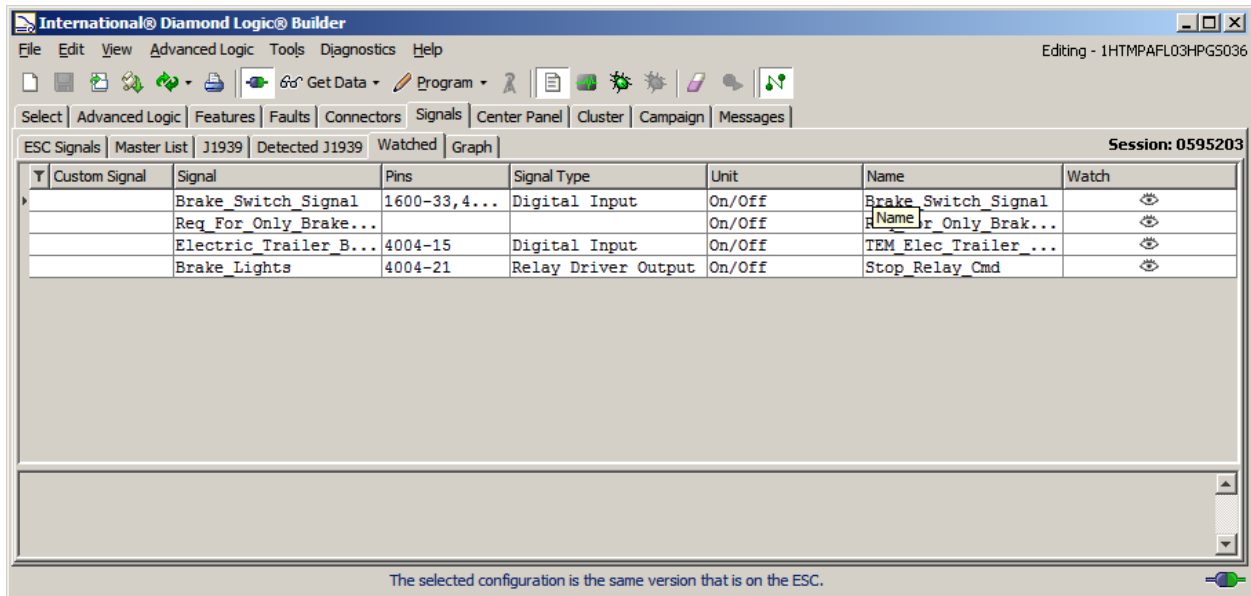 International® Diamond Logic® Builder
File Edit View Advanced Logic Tools Diagnostics Help Editing - 1HTMPAFL03HPG5036
Get Data Program
Select Advanced Logic Features Faults Connectors Signals Center Panel Cluster Campaign Messages
ESC Signals Master List J1939 Detected J1939 Watched Graph Session: 0595203
Custom Signal Signal Pins Signal Type Unit Name Watch
Brake_Switch_Signal 1600-33,4... Digital Input On/Off Brake_Switch_Signal
Req_For_Only_Brake... On/Off Name Brak...
Electric_Trailer_B... 4004-15 Digital Input On/Off TEM_Elec_Trailer_...
Brake_Lights 4004-21 Relay Driver Output On/Off Stop_Relay_Cmd
The selected configuration is the same version that is on the ESC.